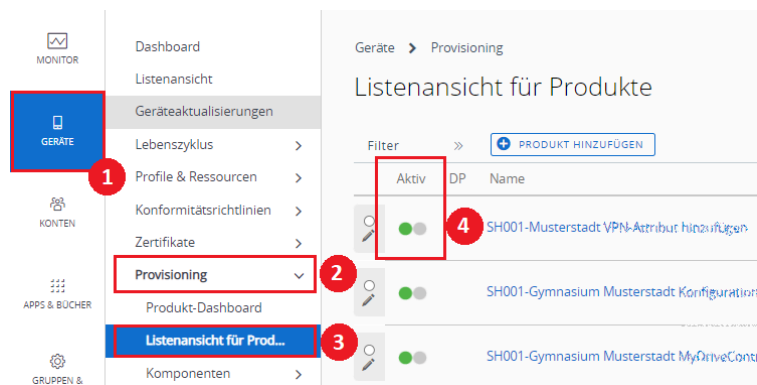 MONITOR
GERÄTE
1
KONTEN
APPS & BÜCHER
GRUPPEN &
Dashboard
Listenansicht
Geräteaktualisierungen
Lebenszyklus
Profile & Ressourcen
Konformitätsrichtlinien
Zertifikate
Provisioning
2
Produkt-Dashboard
Listenansicht für Prod...
3
Komponenten
Geräte > Provisioning
Listenansicht für Produkte
Filter » PRODUKT HINZUFÜGEN
Aktiv DP Name
4
SH001-Musterstadt VPN-Attribut hinzufügen
SH001-Gymnasium Musterstadt Konfiguration
SH001-Gymnasium Musterstadt MyDriveCont